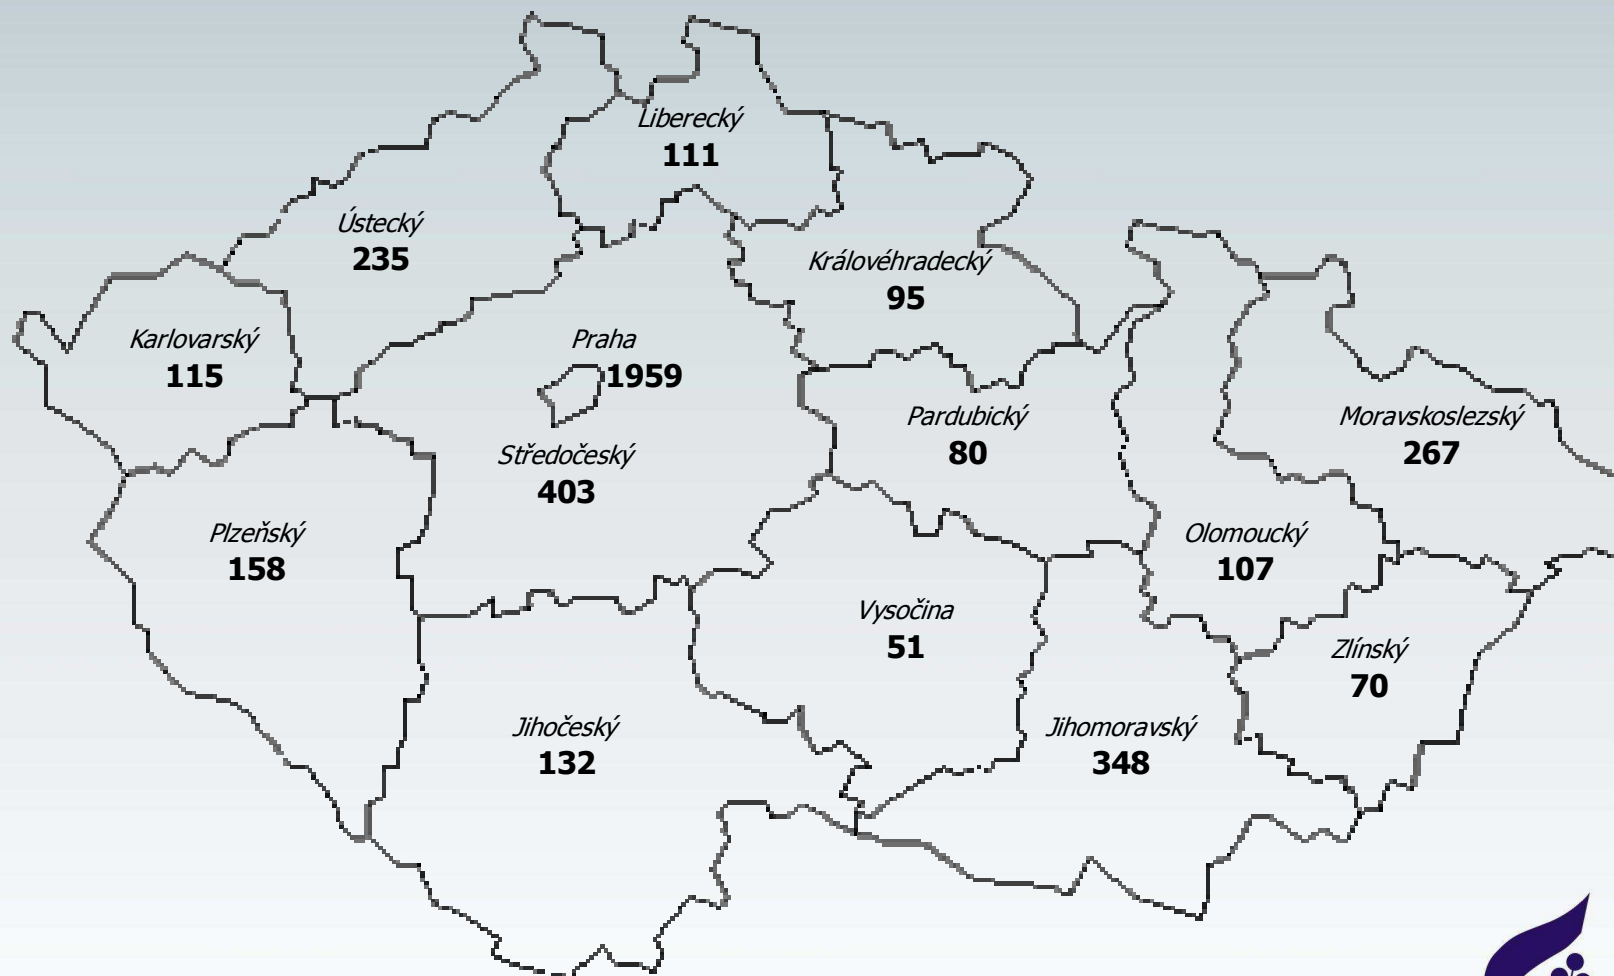 Liberecký
111
Ústecký
235
Královéhradecký
95
Karlovarský
115
Praha
1959
Pardubický
80
Moravskoslezský
267
Středočeský
403
Plzeňský
158
Olomoucký
107
Vysočina
51
Zlínský
70
Jihočeský
132
Jihomoravský
348